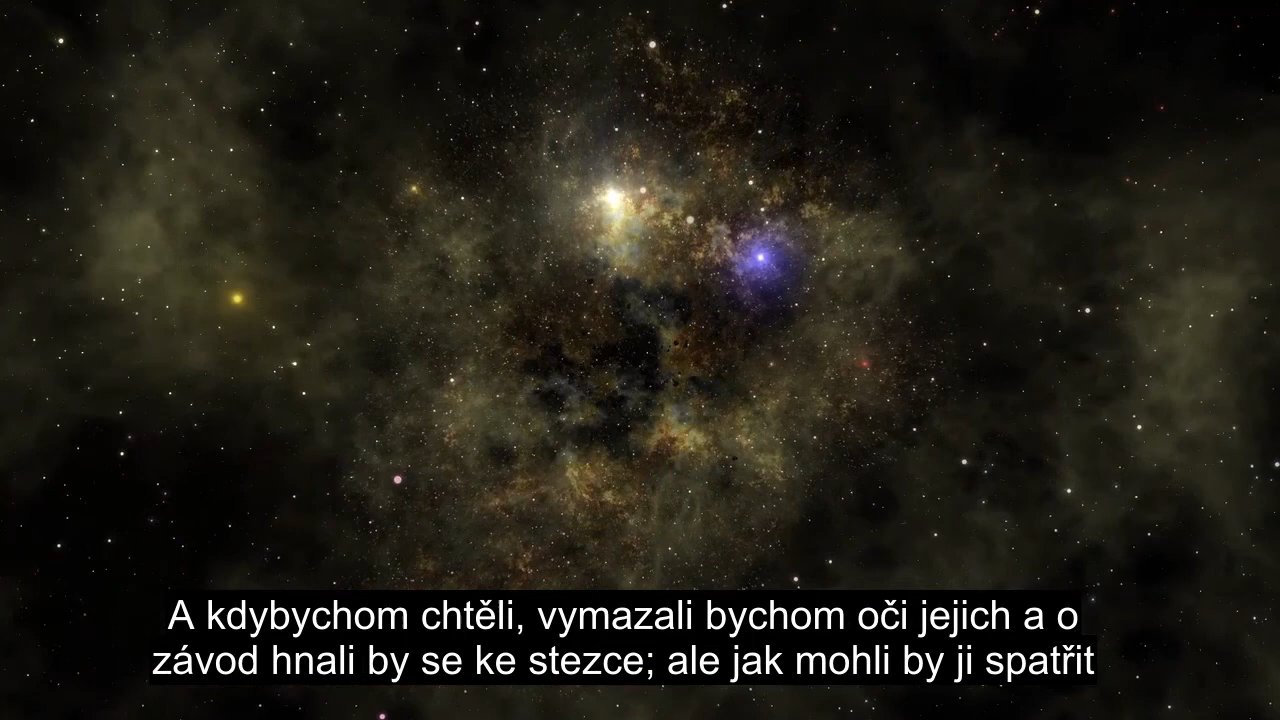 A kdybychom chtěli, vymazali bychom oči jejich a o
závod hnali by se ke stezce; ale jak mohli by ji spatřit